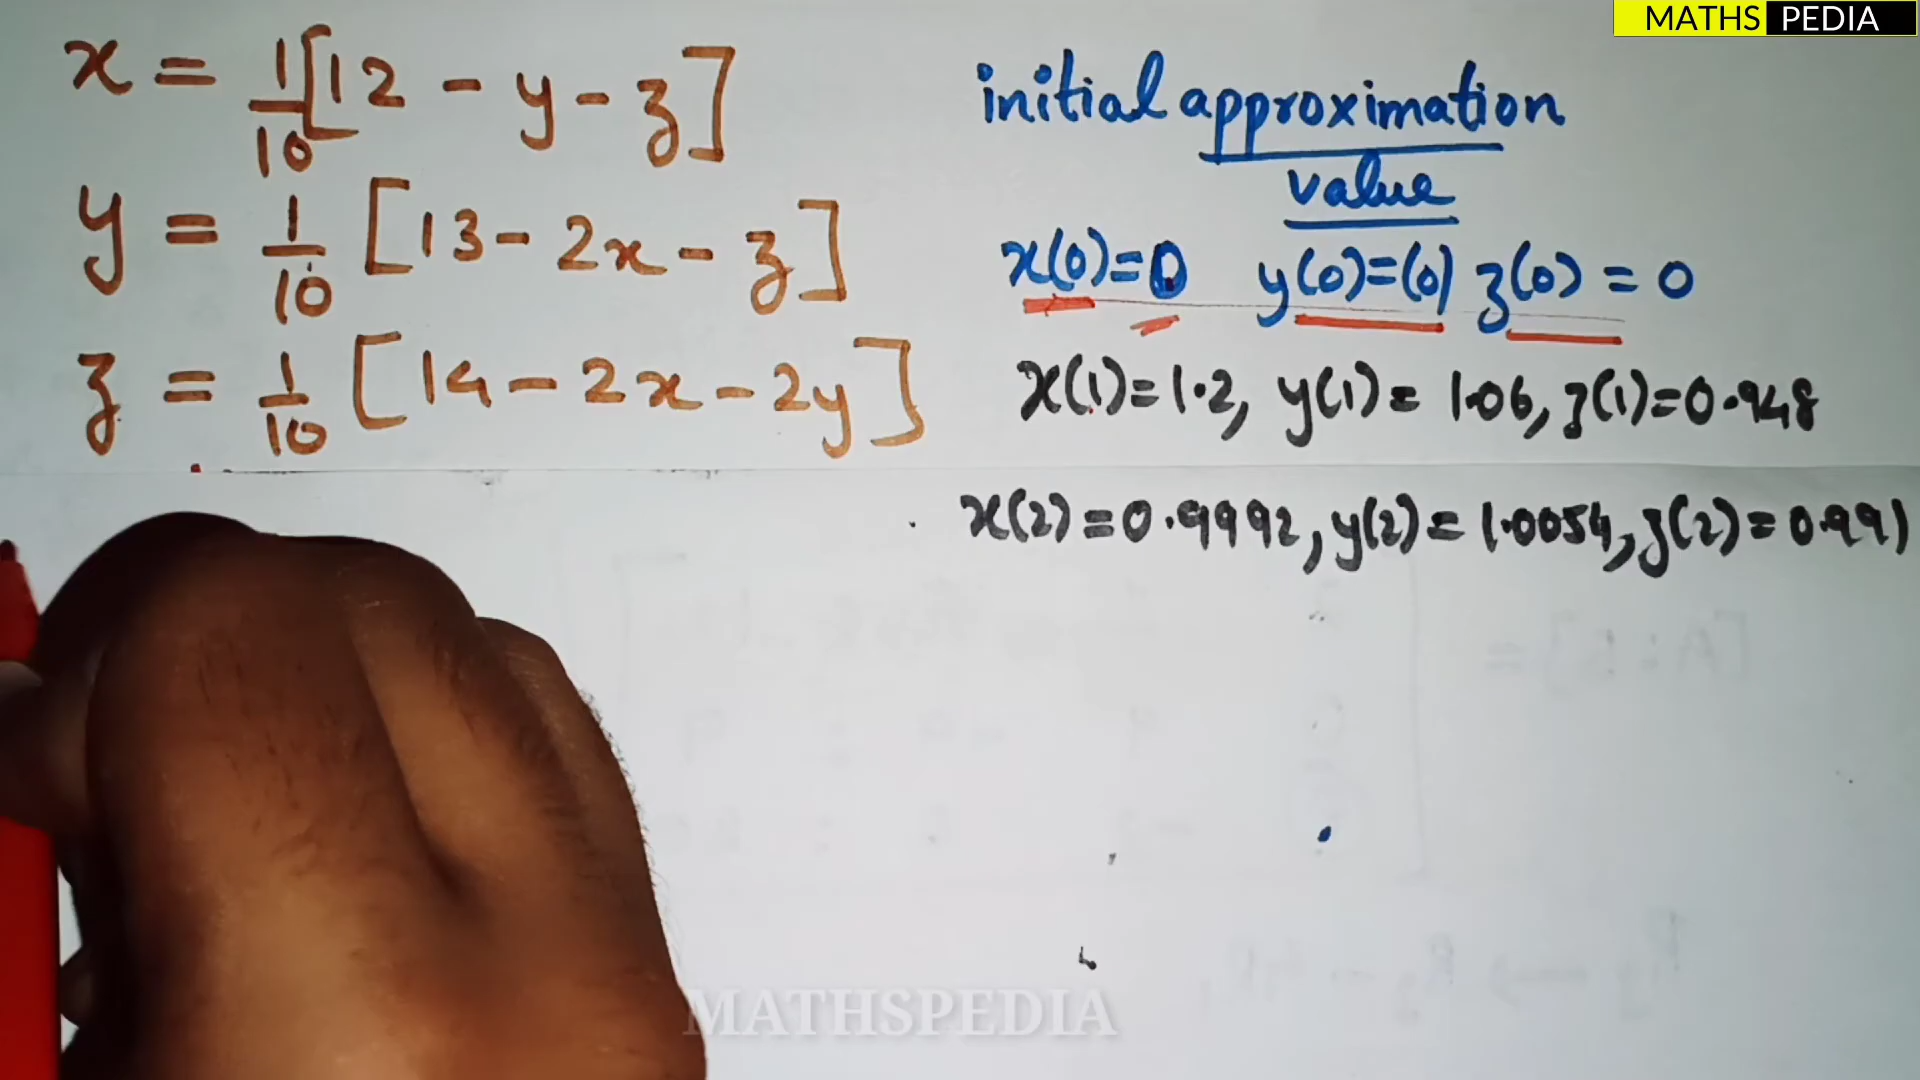 MATHS PEDIA
x = 1/10 [12 - y - z]
y = 1/10 [13 - 2x - z]
z = 1/10 [14 - 2x - 2y]
initial approximation
value
x(0)=0 y(0)=(0) z(0) = 0
x(1)=1.2, y(1)= 1.06, z(1)=0.948
x(2)=0.9992, y(2)= 1.0054, z(2)=0.991
MATHSPEDIA